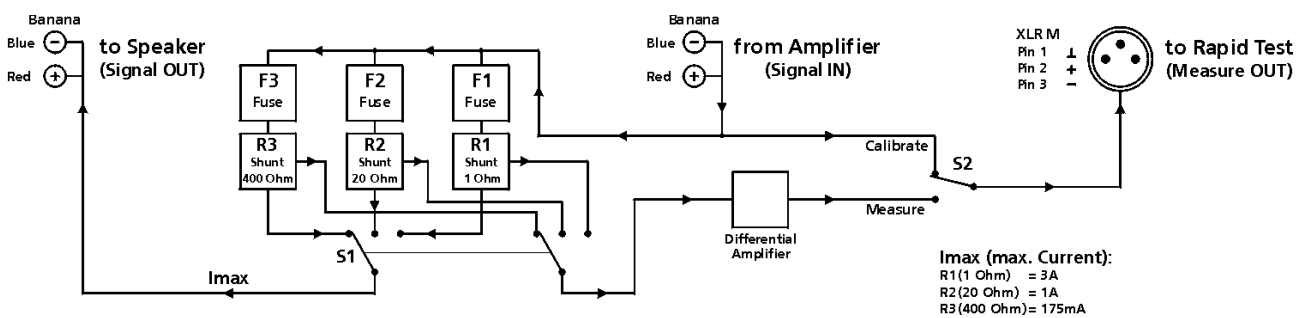 Banana
Blue −
Red +
to Speaker
(Signal OUT)
F3
Fuse
F2
Fuse
F1
Fuse
R3
Shunt
400 Ohm
R2
Shunt
20 Ohm
R1
Shunt
1 Ohm
S1
Imax
Banana
Blue −
Red +
from Amplifier
(Signal IN)
Calibrate
S2
Measure
Differential
Amplifier
XLR M
Pin 1 ⊥
Pin 2 +
Pin 3 −
to Rapid Test
(Measure OUT)
Imax (max. Current):
R1(1 Ohm) = 3A
R2(20 Ohm) = 1A
R3(400 Ohm)= 175mA